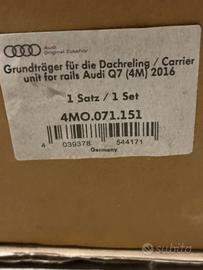 Audi
Original Zubehör
Grundträger für die Dachreling / Carrier
unit for rails Audi Q7 (4M) 2016
1 Satz / 1 Set
4M0.071.151
4 039378 544171
Germany
subito